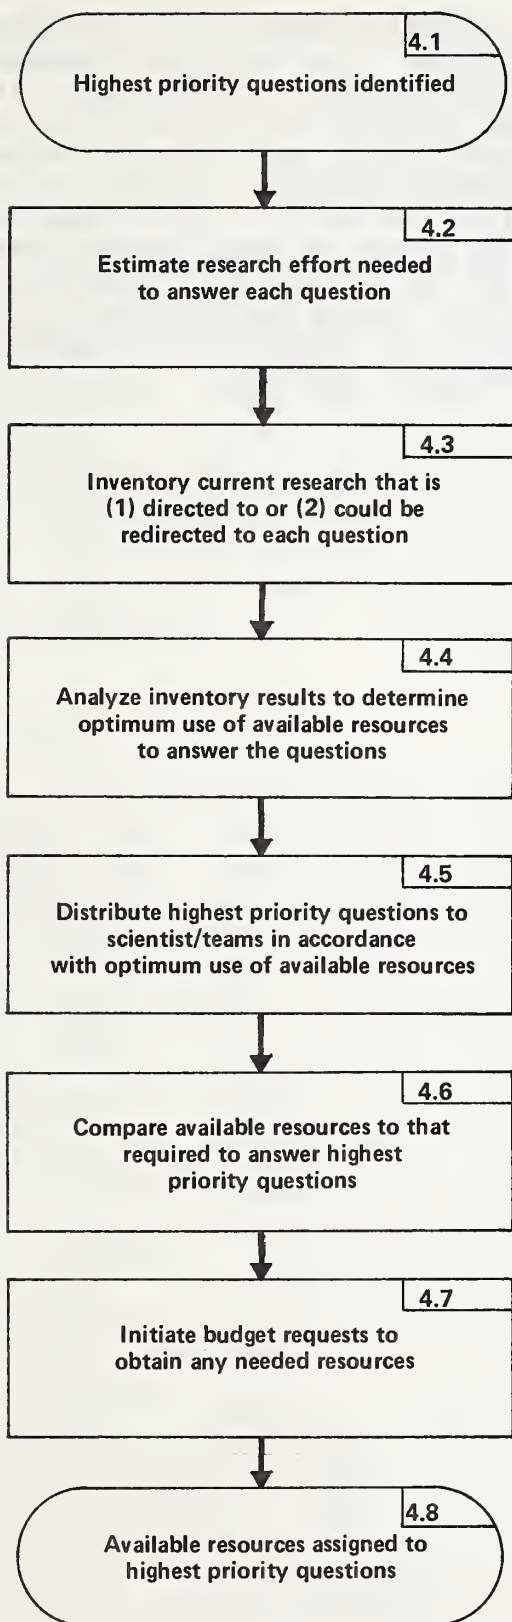 4.1
Highest priority questions identified
4.2
Estimate research effort needed
to answer each question
4.3
Inventory current research that is
(1) directed to or (2) could be
redirected to each question
4.4
Analyze inventory results to determine
optimum use of available resources
to answer the questions
4.5
Distribute highest priority questions to
scientist/teams in accordance
with optimum use of available resources
4.6
Compare available resources to that
required to answer highest
priority questions
4.7
Initiate budget requests to
obtain any needed resources
4.8
Available resources assigned to
highest priority questions